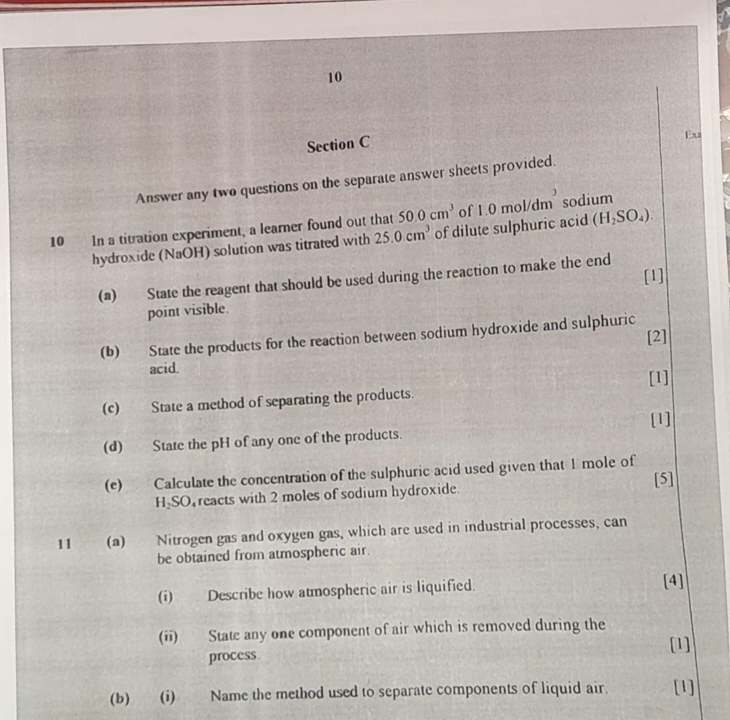 10
Section C
Exa
Answer any two questions on the separate answer sheets provided.
10 In a titration experiment, a learner found out that 50.0 cm³ of 1.0 mol/dm³ sodium
hydroxide (NaOH) solution was titrated with 25.0 cm³ of dilute sulphuric acid (H₂SO₄).
(a) State the reagent that should be used during the reaction to make the end
point visible. [1]
(b) State the products for the reaction between sodium hydroxide and sulphuric
acid. [2]
(c) State a method of separating the products. [1]
(d) State the pH of any one of the products. [1]
(e) Calculate the concentration of the sulphuric acid used given that 1 mole of
H₂SO₄ reacts with 2 moles of sodium hydroxide. [5]
11 (a) Nitrogen gas and oxygen gas, which are used in industrial processes, can
be obtained from atmospheric air.
(i) Describe how atmospheric air is liquified. [4]
(ii) State any one component of air which is removed during the
process. [1]
(b) (i) Name the method used to separate components of liquid air. [1]